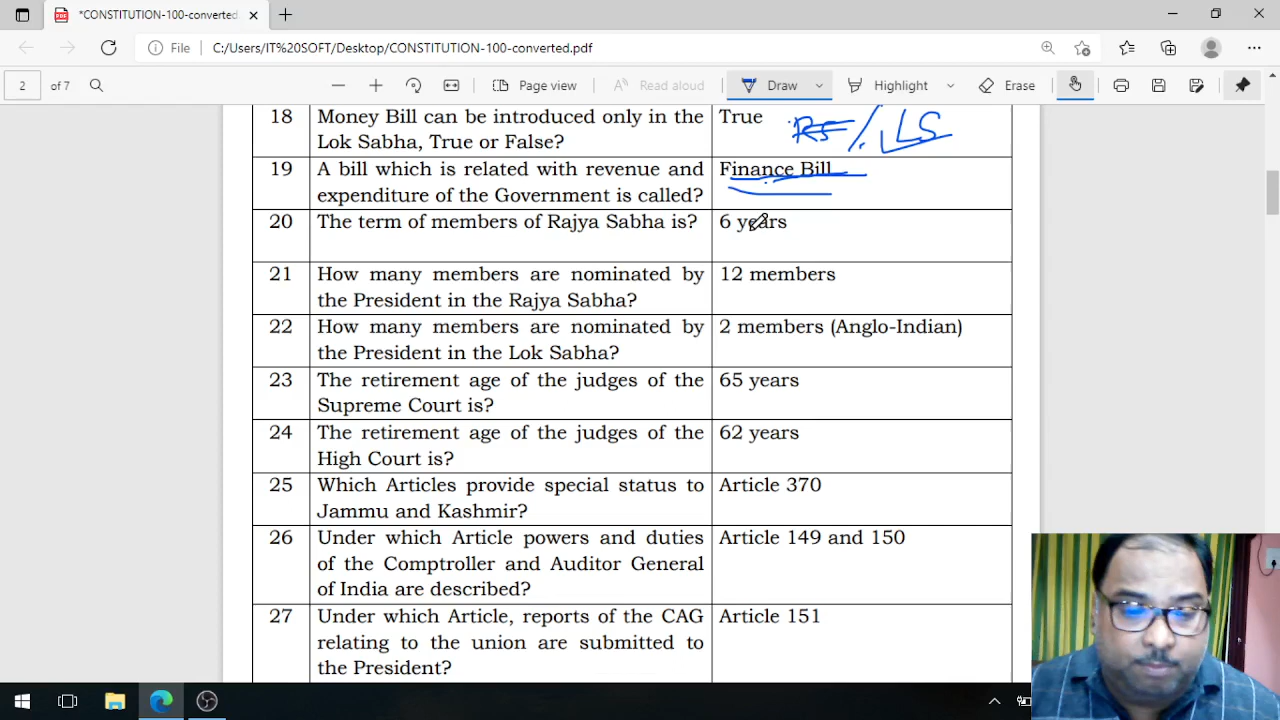 *CONSTITUTION-100-converted
File C:/Users/IT%20SOFT/Desktop/CONSTITUTION-100-converted.pdf
2 of 7 Page view Read aloud Draw Highlight Erase
18 Money Bill can be introduced only in the True
Lok Sabha, True or False? RS / LS
19 A bill which is related with revenue and Finance Bill
expenditure of the Government is called?
20 The term of members of Rajya Sabha is? 6 years
21 How many members are nominated by 12 members
the President in the Rajya Sabha?
22 How many members are nominated by 2 members (Anglo-Indian)
the President in the Lok Sabha?
23 The retirement age of the judges of the 65 years
Supreme Court is?
24 The retirement age of the judges of the 62 years
High Court is?
25 Which Articles provide special status to Article 370
Jammu and Kashmir?
26 Under which Article powers and duties Article 149 and 150
of the Comptroller and Auditor General
of India are described?
27 Under which Article, reports of the CAG Article 151
relating to the union are submitted to
the President?